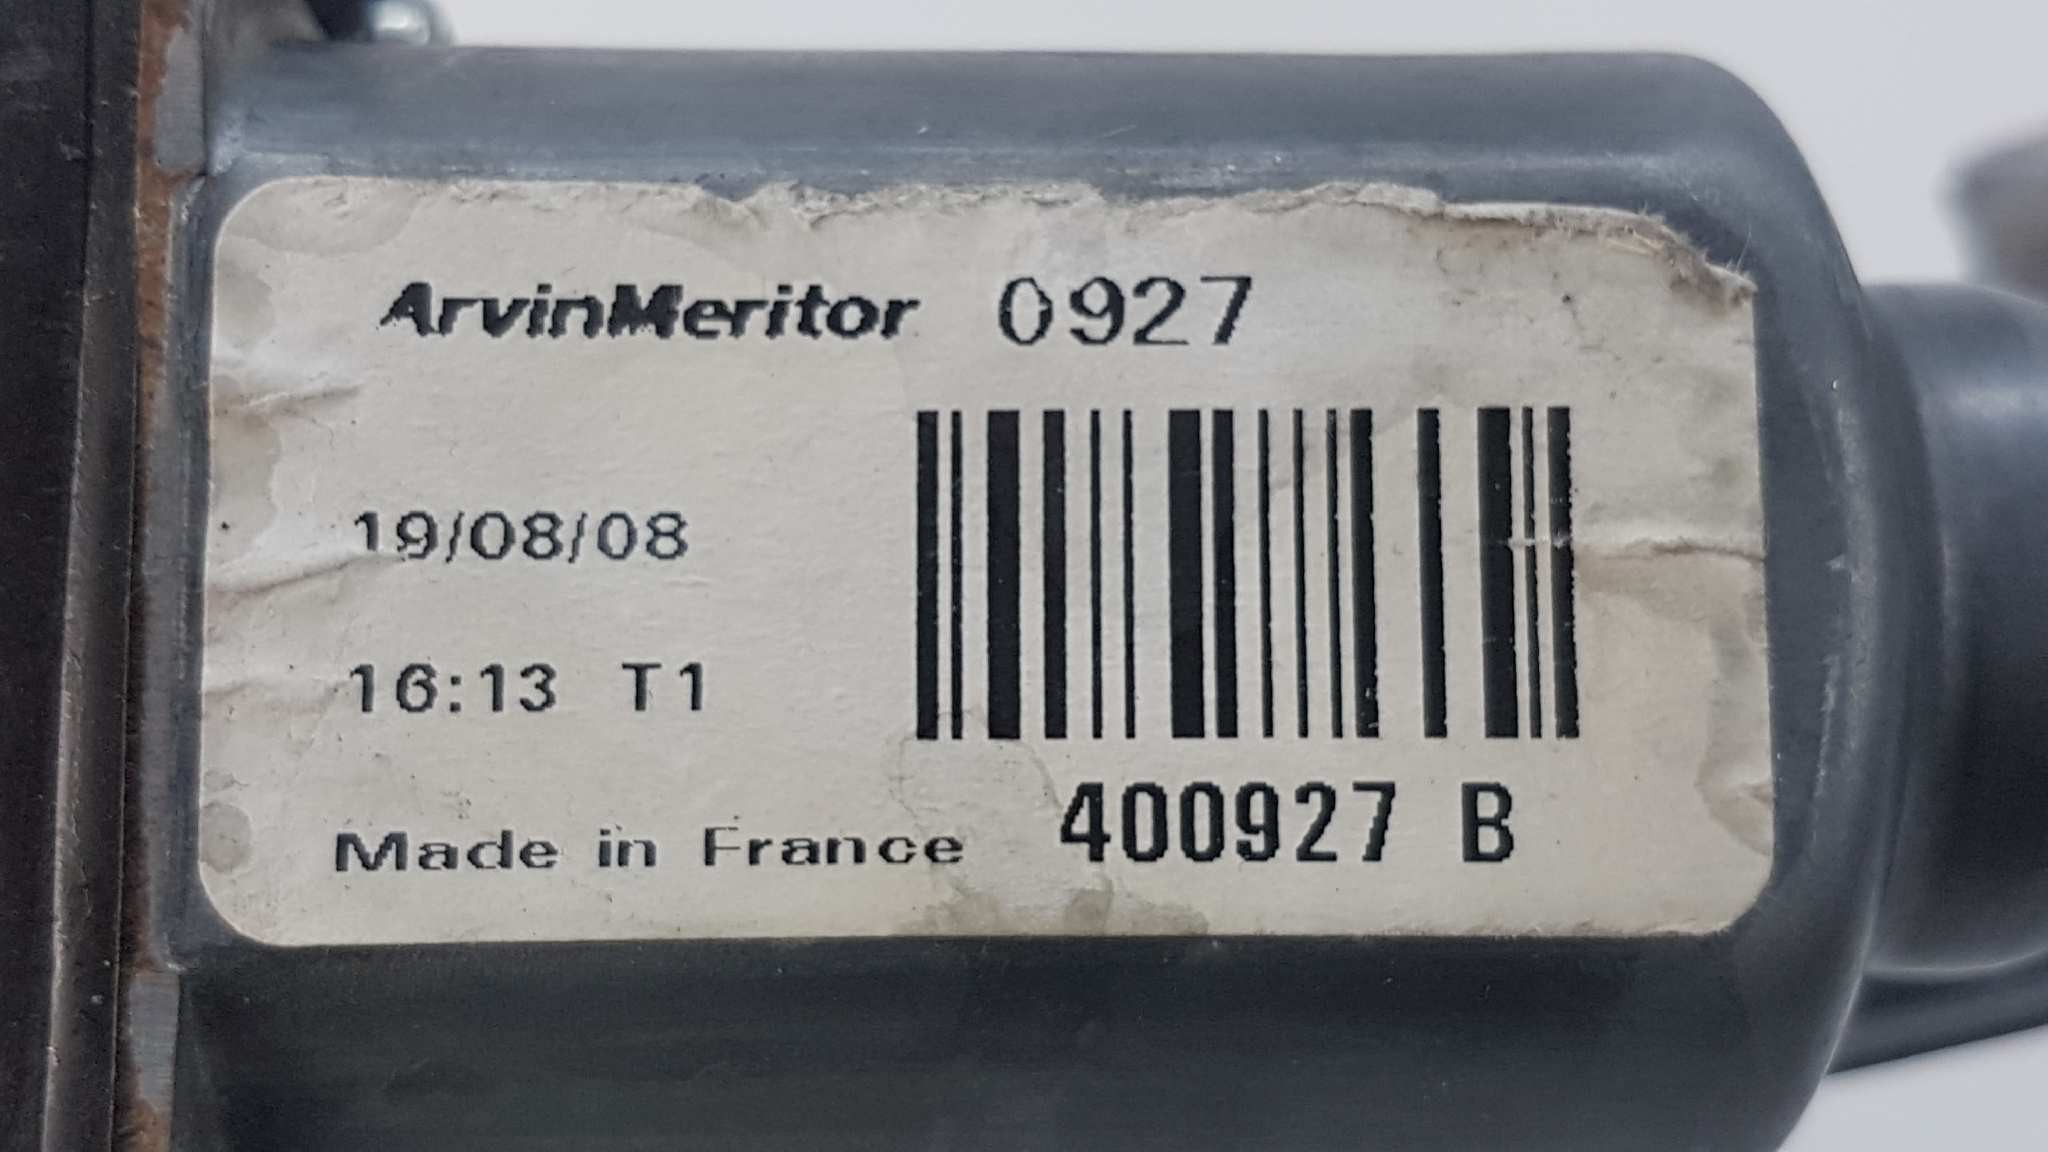 ArvinMeritor 0927
19/08/08
16:13 T1
Made in France 400927 B